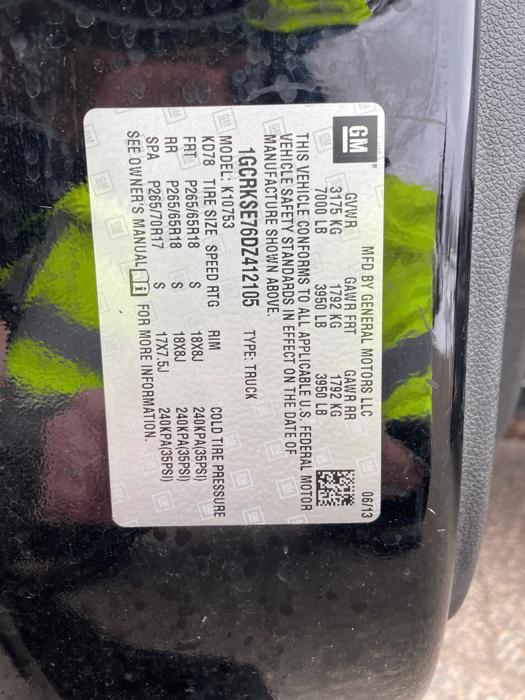 GM
MFD BY GENERAL MOTORS LLC 06/13
GVWR GAWR FRT GAWR RR
3175 KG 1792 KG 1792 KG
7000 LB 3950 LB 3950 LB
THIS VEHICLE CONFORMS TO ALL APPLICABLE U.S. FEDERAL MOTOR
VEHICLE SAFETY STANDARDS IN EFFECT ON THE DATE OF
MANUFACTURE SHOWN ABOVE.
1GCRKSE76DZ412105 TYPE: TRUCK
MODEL: K10753
KD78 TIRE SIZE SPEED RTG RIM COLD TIRE PRESSURE
FRT P265/65R18 S 18X8J 240KPA(35PSI)
RR P265/65R18 S 18X8J 240KPA(35PSI)
SPA P265/70R17 S 17X7.5J 240KPA(35PSI)
SEE OWNER'S MANUAL i FOR MORE INFORMATION.